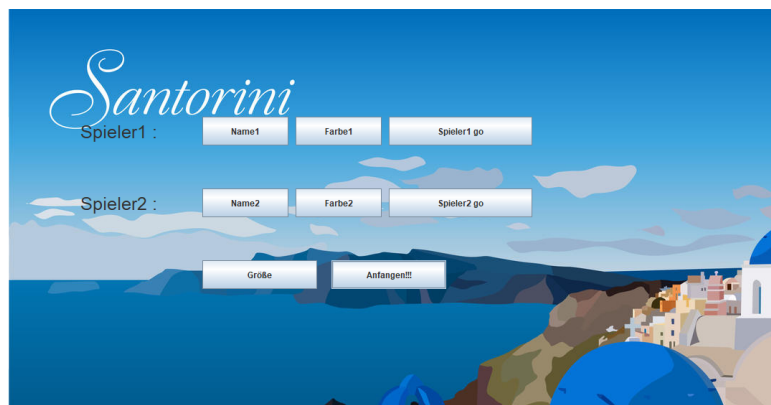 Santorini
Spieler1 : Name1 Farbe1 Spieler1 go
Spieler2 : Name2 Farbe2 Spieler2 go
Größe Anfangen!!!